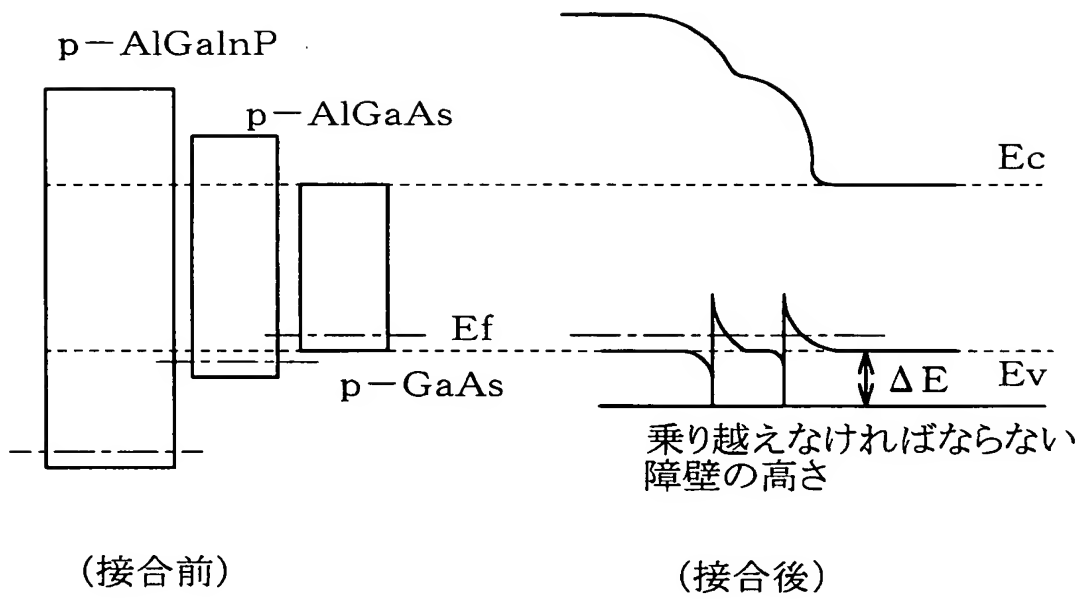 p－AlGaInP
p－AlGaAs
Ec
Ef
p－GaAs
ΔE
Ev
乗り越えなければならない
障壁の高さ
(接合前)
(接合後)